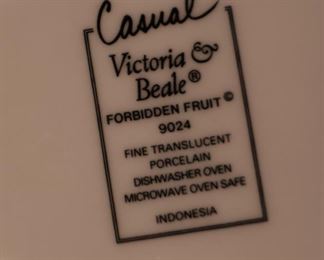 Casual
Victoria &
Beale®
FORBIDDEN FRUIT©
9024
FINE TRANSLUCENT
PORCELAIN
DISHWASHER OVEN
MICROWAVE OVEN SAFE
INDONESIA